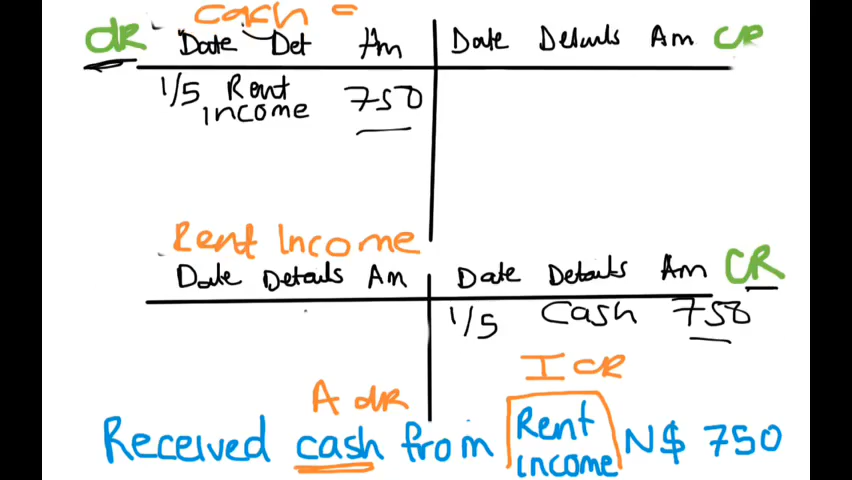 Cash =
dR Date Det Am Date Details Am CR
1/5 Rent 750
income
Rent Income
Date Details Am Date Details Am CR
1/5 Cash 750
I CR
A dR
Received cash from Rent income N$ 750